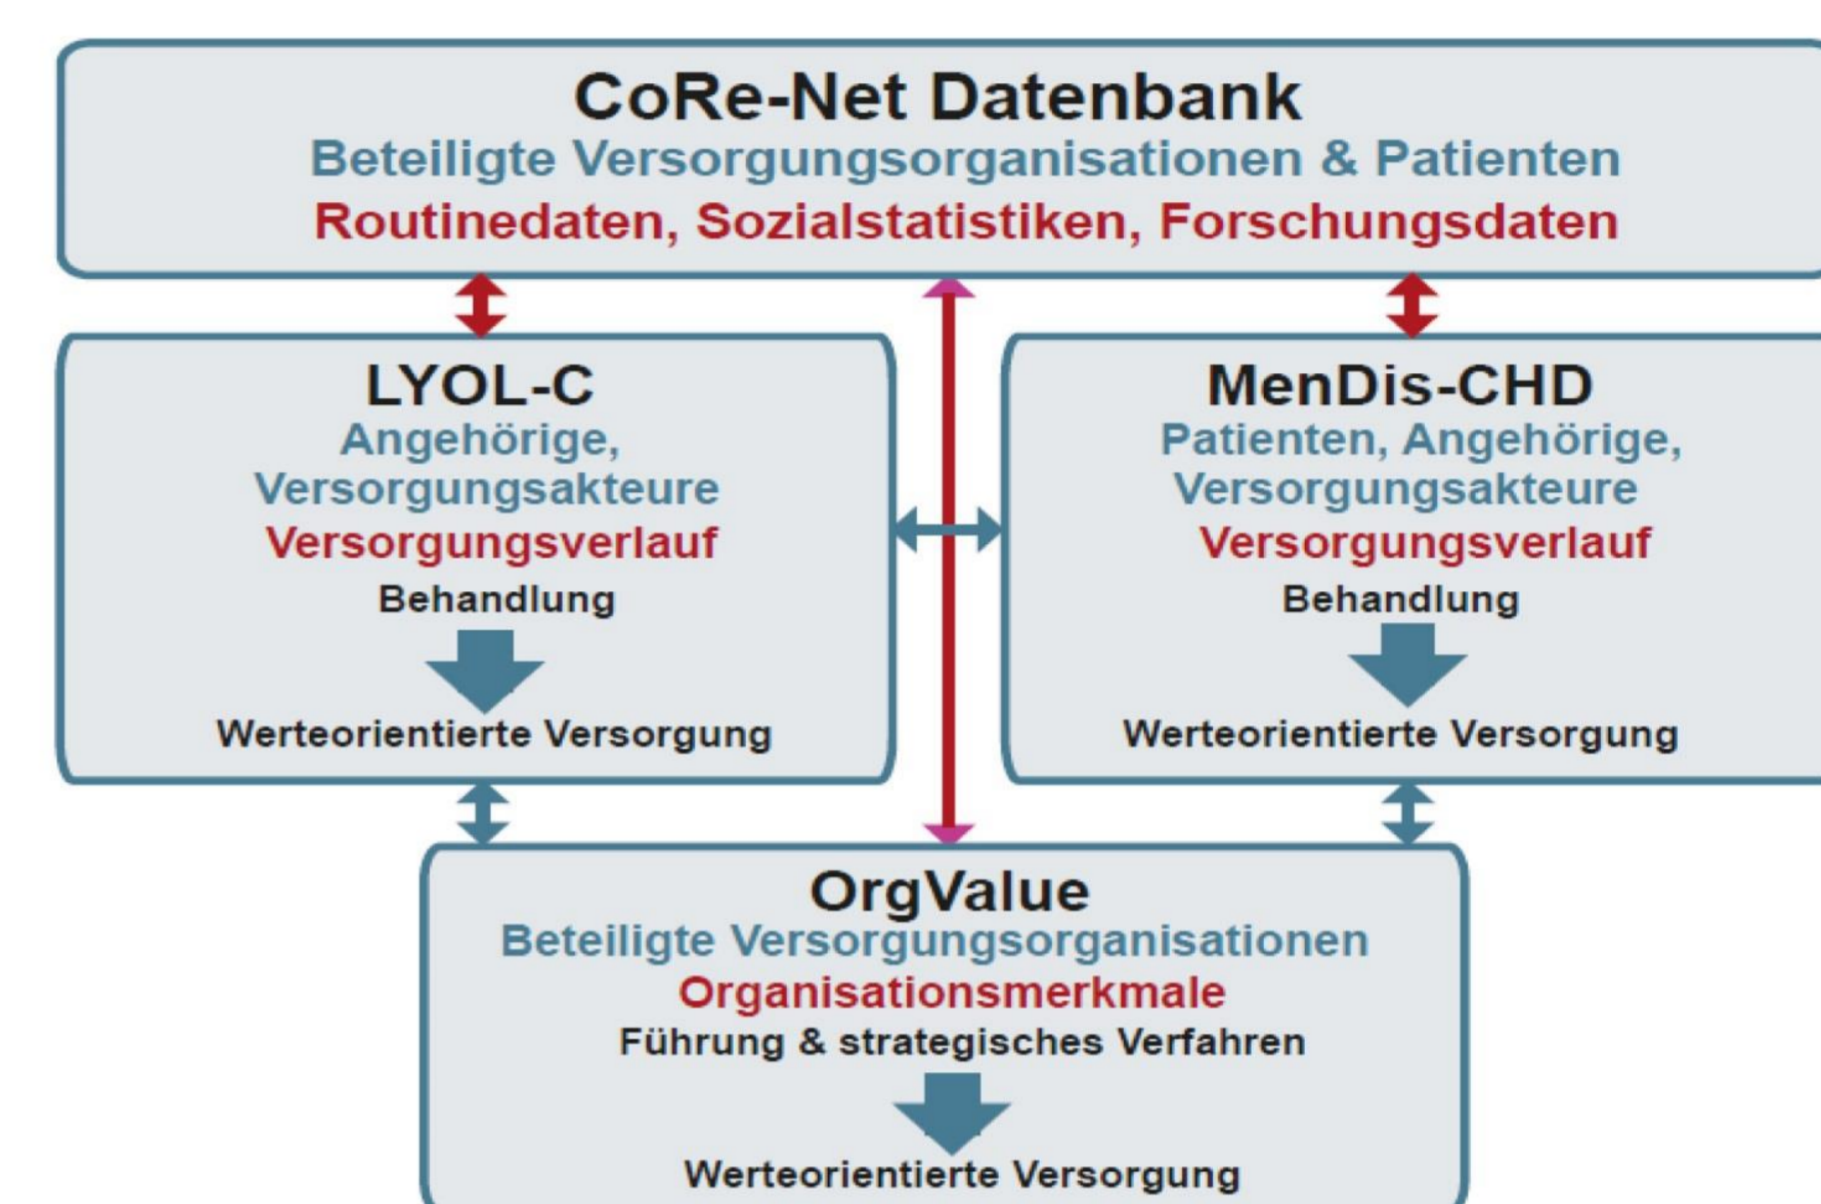 CoRe-Net Datenbank
Beteiligte Versorgungsorganisationen & Patienten
Routinedaten, Sozialstatistiken, Forschungsdaten
LYOL-C
Angehörige,
Versorgungsakteure
Versorgungsverlauf
Behandlung
Werteorientierte Versorgung
MenDis-CHD
Patienten, Angehörige,
Versorgungsakteure
Versorgungsverlauf
Behandlung
Werteorientierte Versorgung
OrgValue
Beteiligte Versorgungsorganisationen
Organisationsmerkmale
Führung & strategisches Verfahren
Werteorientierte Versorgung